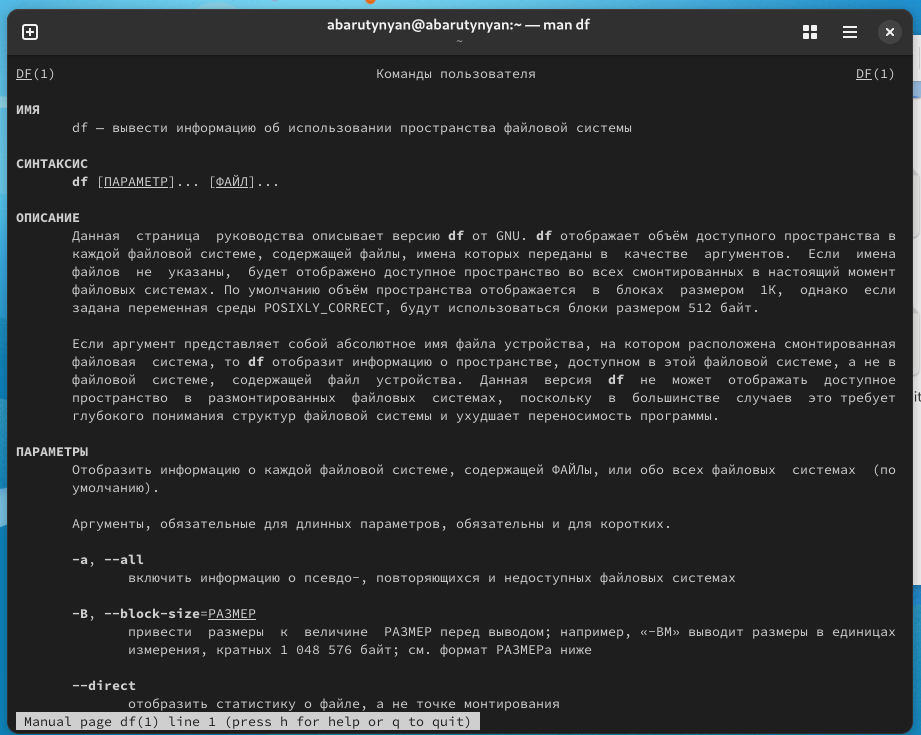 abarutynyan@abarutynyan:~ — man df
~
DF(1) Команды пользователя DF(1)
ИМЯ
df — вывести информацию об использовании пространства файловой системы
СИНТАКСИС
df [ПАРАМЕТР]... [ФАЙЛ]...
ОПИСАНИЕ
Данная страница руководства описывает версию df от GNU. df отображает объём доступного пространства в
каждой файловой системе, содержащей файлы, имена которых переданы в качестве аргументов. Если имена
файлов не указаны, будет отображено доступное пространство во всех смонтированных в настоящий момент
файловых системах. По умолчанию объём пространства отображается в блоках размером 1K, однако если
задана переменная среды POSIXLY_CORRECT, будут использоваться блоки размером 512 байт.
Если аргумент представляет собой абсолютное имя файла устройства, на котором расположена смонтированная
файловая система, то df отобразит информацию о пространстве, доступном в этой файловой системе, а не в
файловой системе, содержащей файл устройства. Данная версия df не может отображать доступное
пространство в размонтированных файловых системах, поскольку в большинстве случаев это требует
глубокого понимания структур файловой системы и ухудшает переносимость программы.
ПАРАМЕТРЫ
Отобразить информацию о каждой файловой системе, содержащей ФАЙЛы, или обо всех файловых системах (по
умолчанию).
Аргументы, обязательные для длинных параметров, обязательны и для коротких.
-a, --all
включить информацию о псевдо-, повторяющихся и недоступных файловых системах
-B, --block-size=РАЗМЕР
привести размеры к величине РАЗМЕР перед выводом; например, «-BM» выводит размеры в единицах
измерения, кратных 1 048 576 байт; см. формат РАЗМЕРа ниже
--direct
отобразить статистику о файле, а не точке монтирования
Manual page df(1) line 1 (press h for help or q to quit)